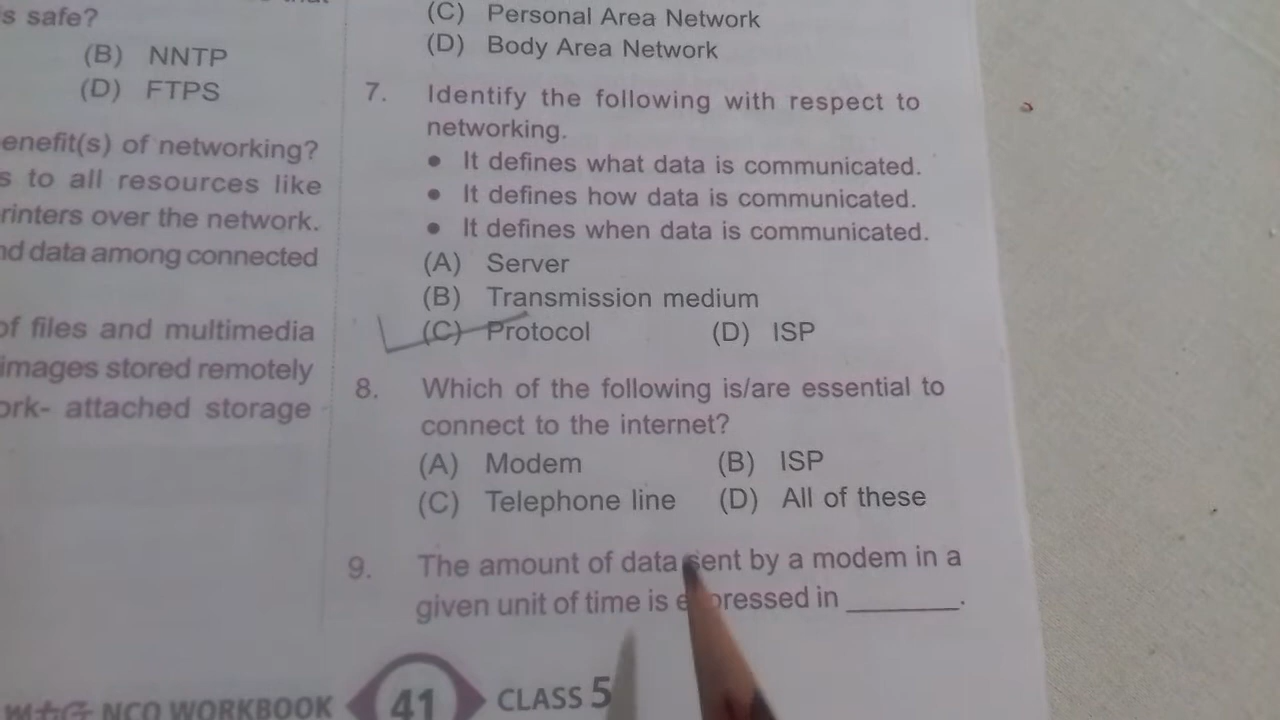 s safe?
(B) NNTP
(D) FTPS
enefit(s) of networking?
s to all resources like
rinters over the network.
nd data among connected
of files and multimedia
images stored remotely
ork- attached storage
(C) Personal Area Network
(D) Body Area Network
7. Identify the following with respect to
networking.
• It defines what data is communicated.
• It defines how data is communicated.
• It defines when data is communicated.
(A) Server
(B) Transmission medium
(C) Protocol (D) ISP
8. Which of the following is/are essential to
connect to the internet?
(A) Modem (B) ISP
(C) Telephone line (D) All of these
9. The amount of data sent by a modem in a
given unit of time is expressed in ________.
mtG NCO WORKBOOK 41 CLASS 5